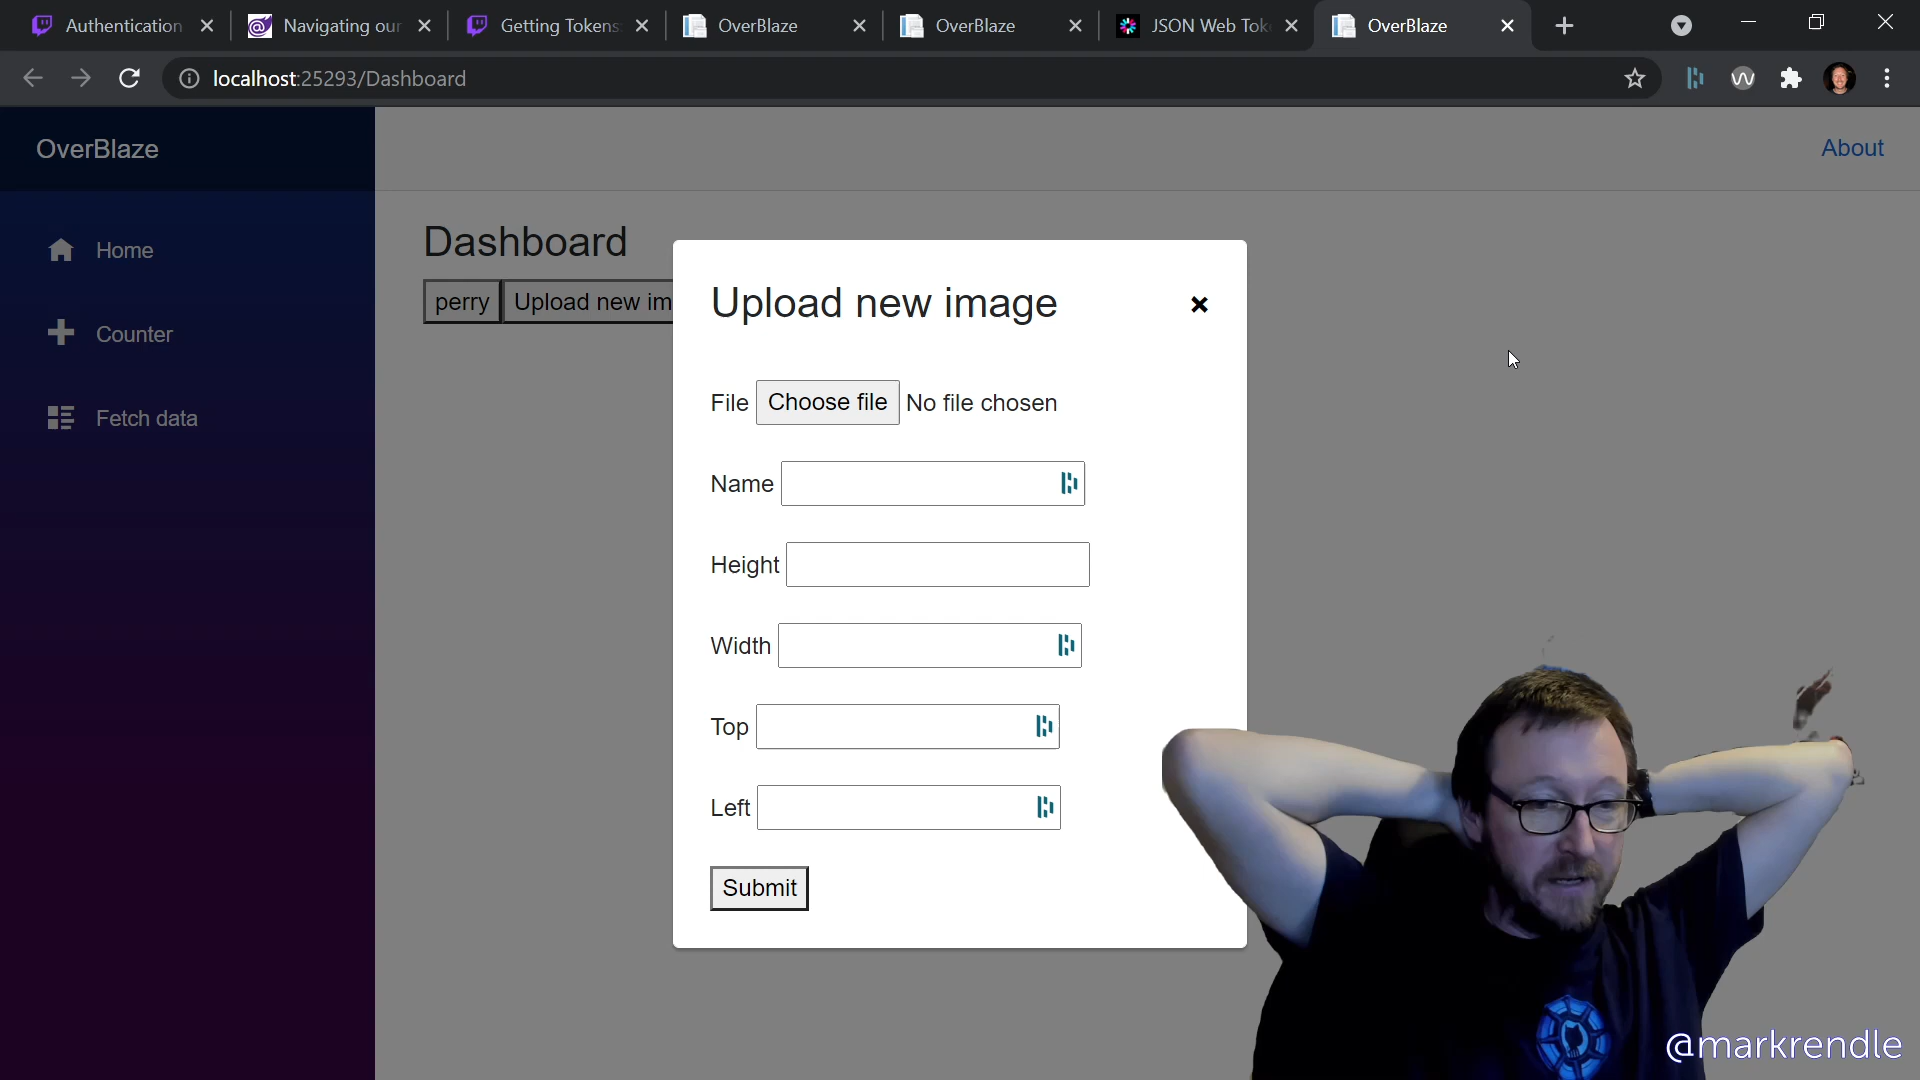 Authentication
Navigating our
Getting Tokens
OverBlaze
OverBlaze
JSON Web Tok
OverBlaze
localhost:25293/Dashboard
OverBlaze
About
Home
Counter
Fetch data
Dashboard
perry
Upload new im
Upload new image
File
Choose file
No file chosen
Name
Height
Width
Top
Left
Submit
@markrendle